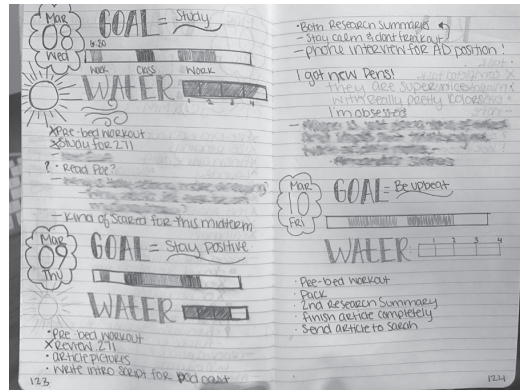 Mar
08
Wed
GOAL = Study
6:30
Work Class Work
WATER
1 2 3 4
x Pre-bed workout
x Study for 271
? · Read Poe?
- Kind of scared for this midterm
Mar
09
Thu
GOAL = Stay positive
WATER
· Pre-bed workout
x Review 271
· article pictures
· Write intro script for podcast
123
· Both Research Summaries
- Stay calm & dont freakout
- phone interview for AD position!
I got new Pens!
they are super nice
with really pretty colors
I'm obsessed
Mar
10
Fri
GOAL = Be upbeat
WATER
1 2 3 4
· Pre-bed workout
· Pack
· 2nd Research Summary
· finish article completely
· Send article to Sarah
124